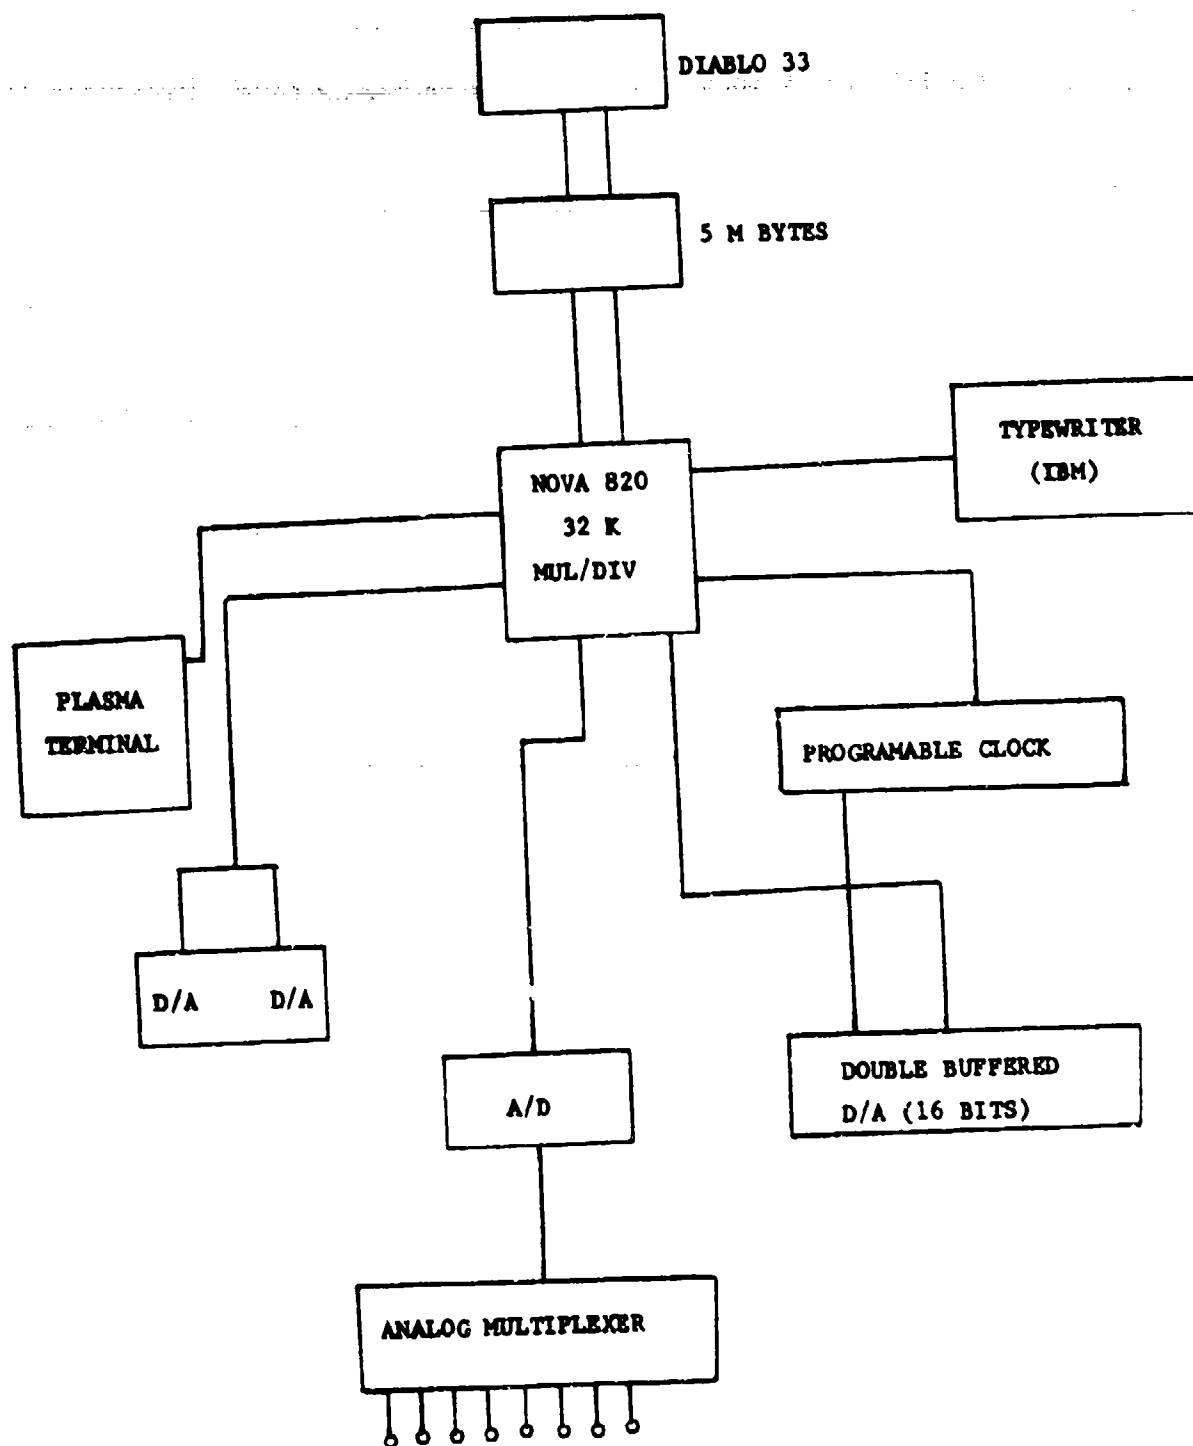 DIABLO 33
5 M BYTES
TYPEWRITER
(IBM)
NOVA 820
32 K
MUL/DIV
PLASMA
TERMINAL
PROGRAMABLE CLOCK
D/A D/A
DOUBLE BUFFERED
D/A (16 BITS)
A/D
ANALOG MULTIPLEXER